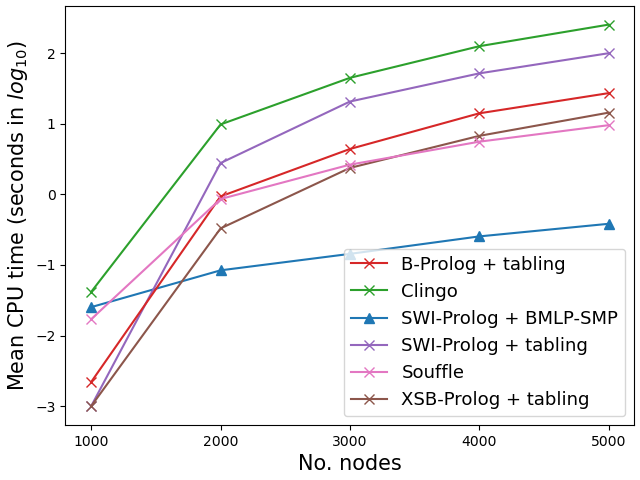 Mean CPU time (seconds in log10)
2
1
0
−1
−2
−3
B-Prolog + tabling
Clingo
SWI-Prolog + BMLP-SMP
SWI-Prolog + tabling
Souffle
XSB-Prolog + tabling
1000 2000 3000 4000 5000
No. nodes